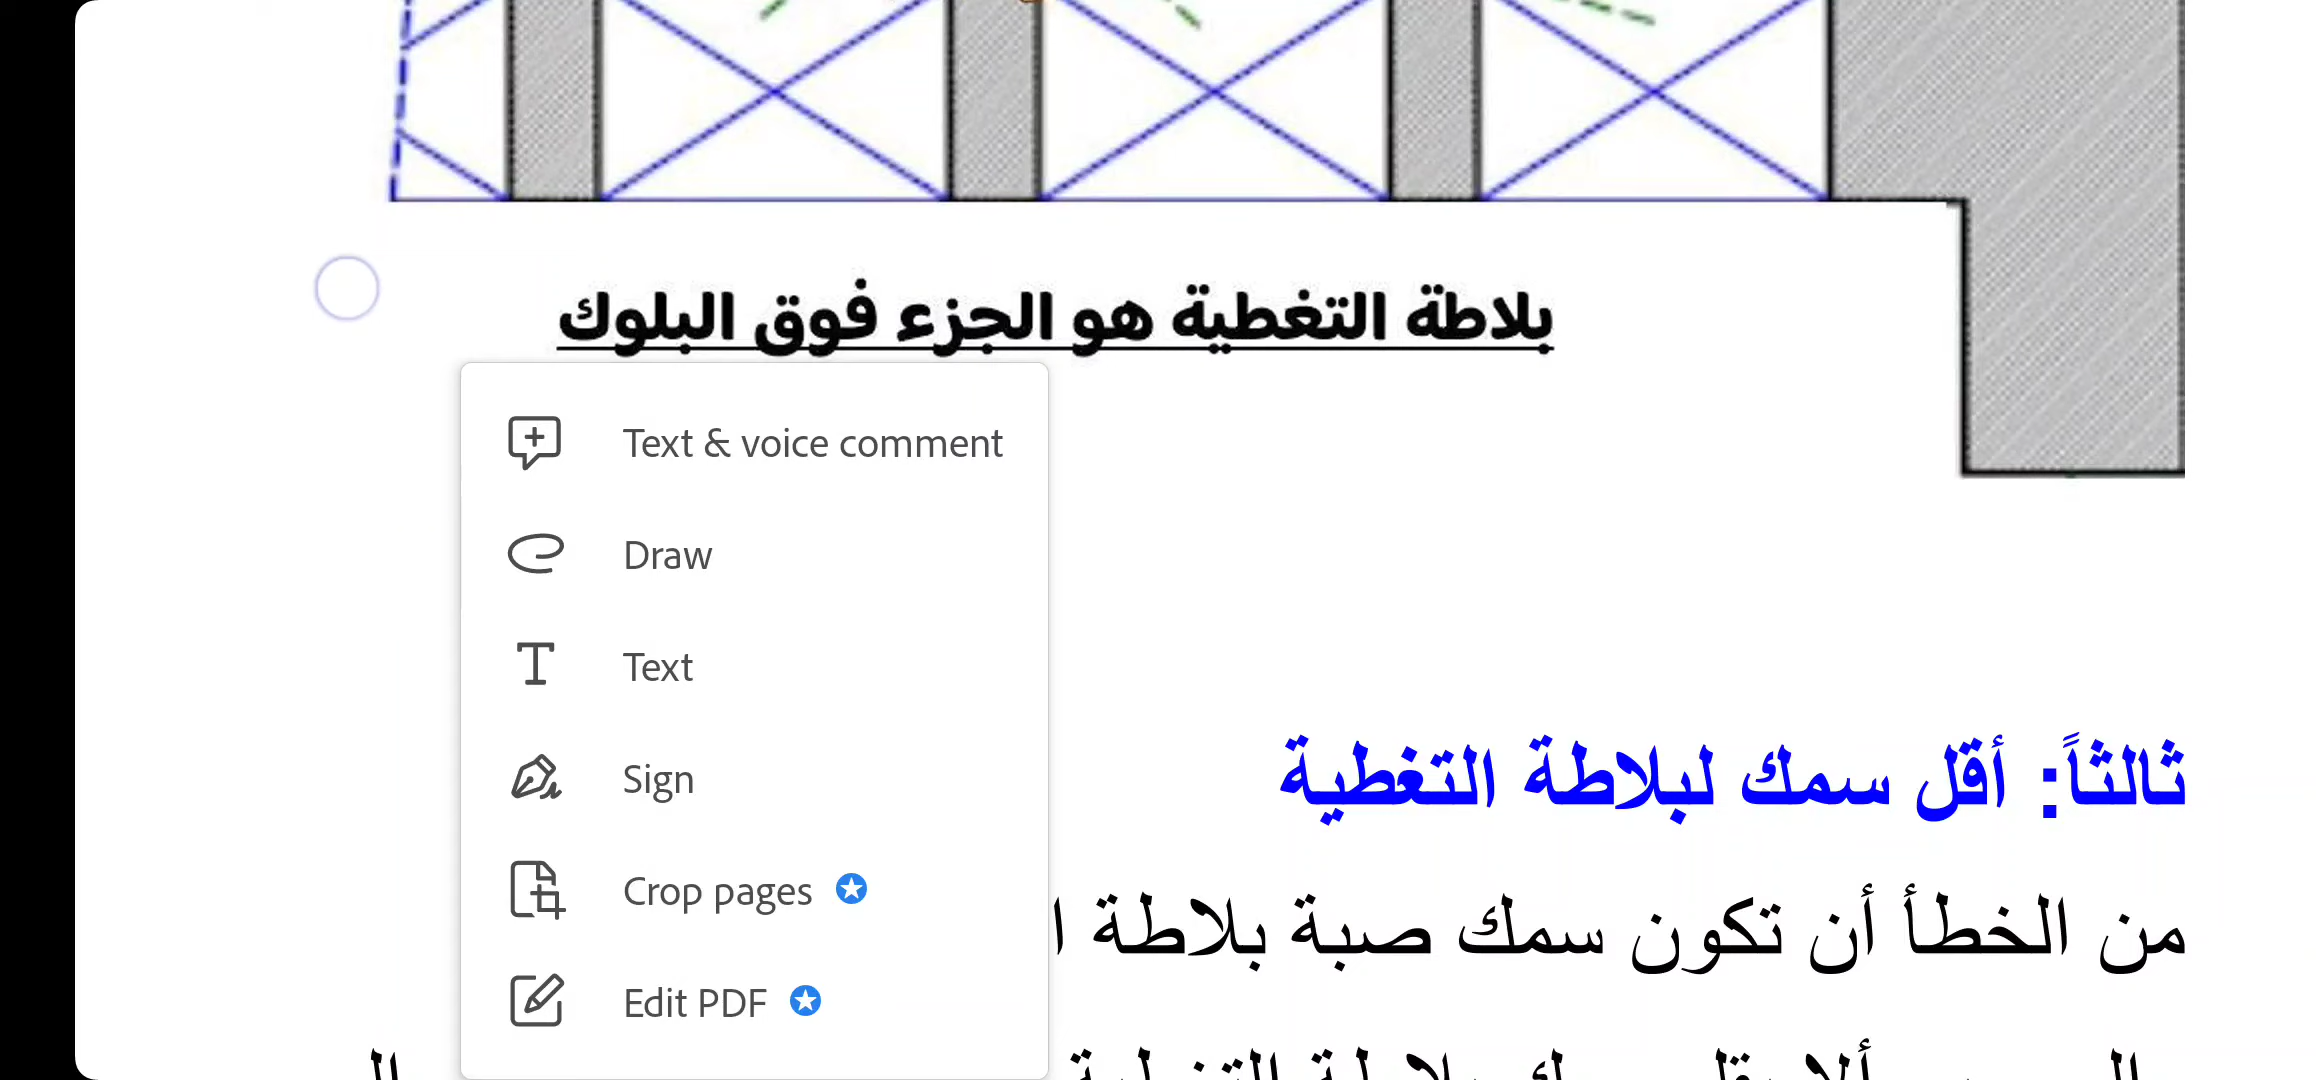 بلاطة التغطية هو الجزء فوق البلوك
Text & voice comment
Draw
Text
Sign
Crop pages
Edit PDF
ثالثاً: أقل سمك لبلاطة التغطية
من الخطأ أن تكون سمك صبة بلاطة ا